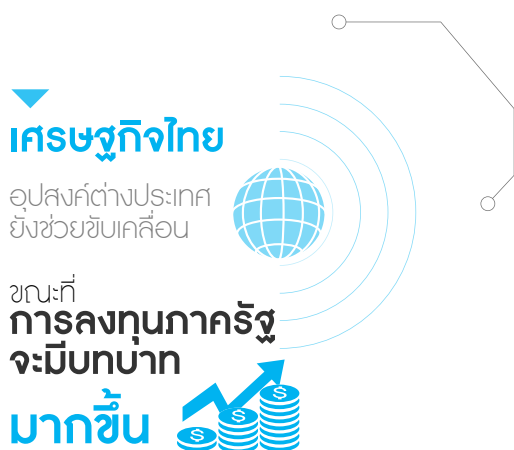 เศรษฐกิจไทย
อุปสงค์ต่างประเทศ
ยังช่วยขับเคลื่อน
ขณะที่
การลงทุนภาครัฐ
จะมีบทบาท
มากขึ้น
$ $ $